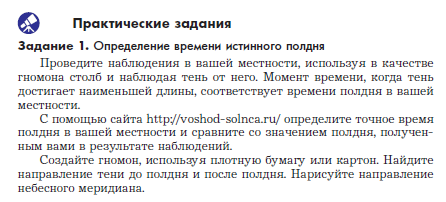 Практические задания
Задание 1. Определение времени истинного полдня
Проведите наблюдения в вашей местности, используя в качестве
гномона столб и наблюдая тень от него. Момент времени, когда тень
достигает наименьшей длины, соответствует времени полдня в вашей
местности.
С помощью сайта http://voshod-solnca.ru/ определите точное время
полдня в вашей местности и сравните со значением полдня, получен-
ным вами в результате наблюдений.
Создайте гномон, используя плотную бумагу или картон. Найдите
направление тени до полдня и после полдня. Нарисуйте направление
небесного меридиана.